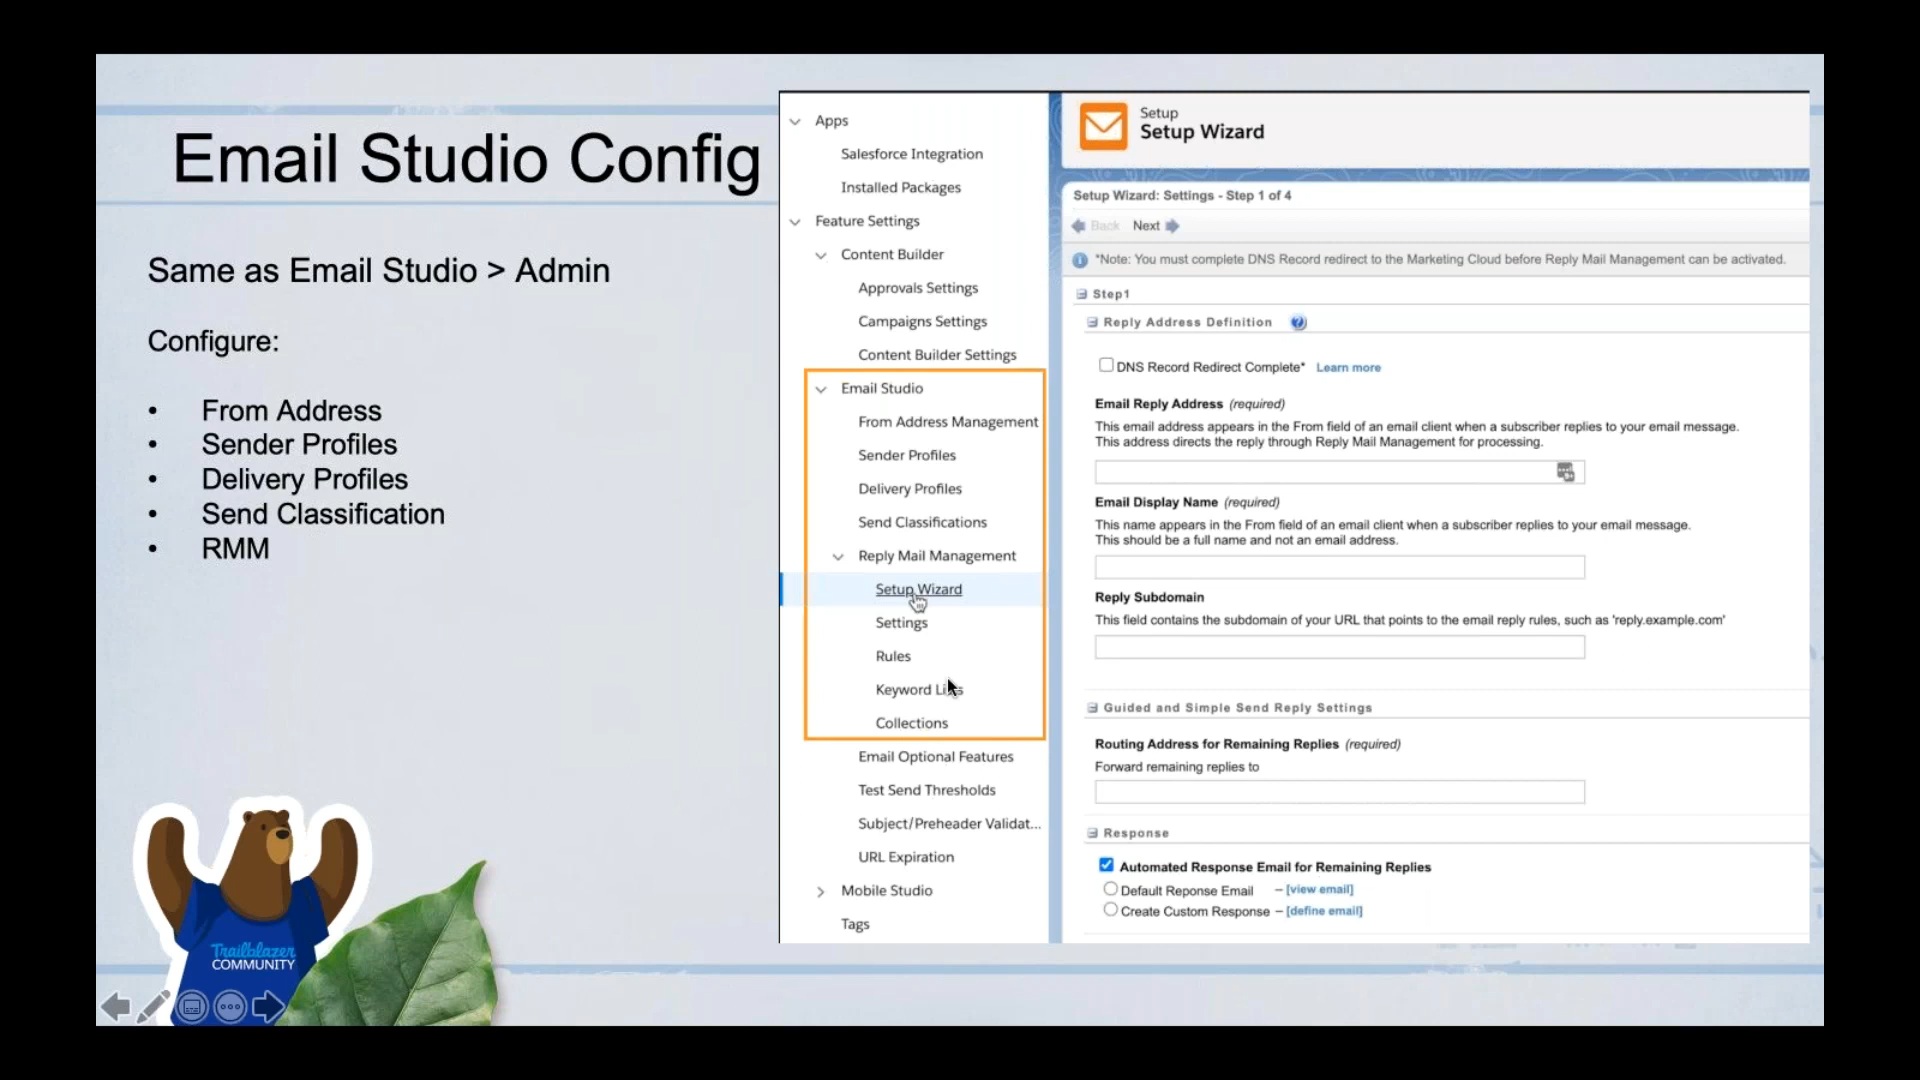 Email Studio Config
Same as Email Studio > Admin
Configure:
• From Address
• Sender Profiles
• Delivery Profiles
• Send Classification
• RMM
Trailblazer
COMMUNITY
Apps
Salesforce Integration
Installed Packages
Feature Settings
Content Builder
Approvals Settings
Campaigns Settings
Content Builder Settings
Email Studio
From Address Management
Sender Profiles
Delivery Profiles
Send Classifications
Reply Mail Management
Setup Wizard
Settings
Rules
Keyword Lists
Collections
Email Optional Features
Test Send Thresholds
Subject/Preheader Validat...
URL Expiration
Mobile Studio
Tags
Setup
Setup Wizard
Setup Wizard: Settings - Step 1 of 4
Back Next
*Note: You must complete DNS Record redirect to the Marketing Cloud before Reply Mail Management can be activated.
Step1
Reply Address Definition
DNS Record Redirect Complete* Learn more
Email Reply Address (required)
This email address appears in the From field of an email client when a subscriber replies to your email message.
This address directs the reply through Reply Mail Management for processing.
Email Display Name (required)
This name appears in the From field of an email client when a subscriber replies to your email message.
This should be a full name and not an email address.
Reply Subdomain
This field contains the subdomain of your URL that points to the email reply rules, such as 'reply.example.com'
Guided and Simple Send Reply Settings
Routing Address for Remaining Replies (required)
Forward remaining replies to
Response
Automated Response Email for Remaining Replies
Default Reponse Email – [view email]
Create Custom Response – [define email]